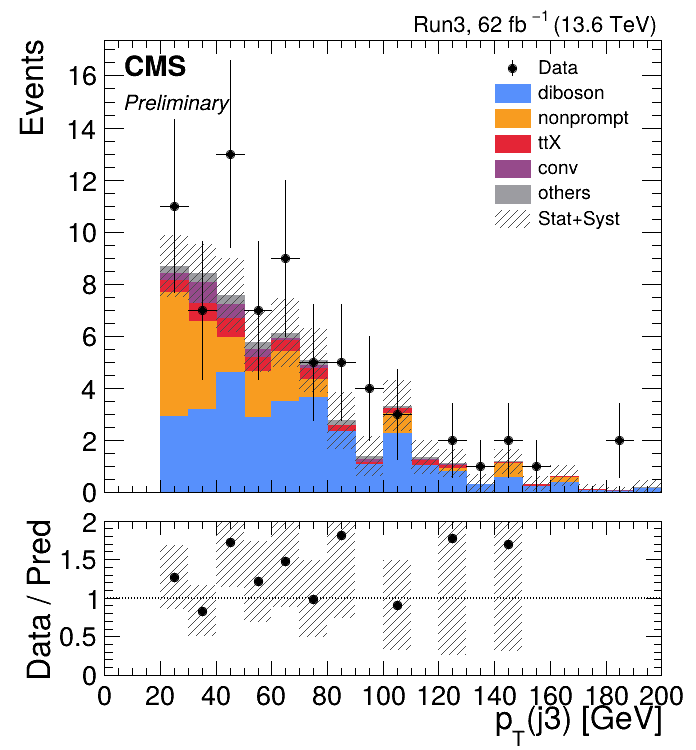 Run3, 62 fb⁻¹ (13.6 TeV)
CMS
Preliminary
Data
diboson
nonprompt
ttX
conv
others
Stat+Syst
Events
16
14
12
10
8
6
4
2
0
Data / Pred
2
1.5
1
0.5
0
0 20 40 60 80 100 120 140 160 180 200
p_T(j3) [GeV]